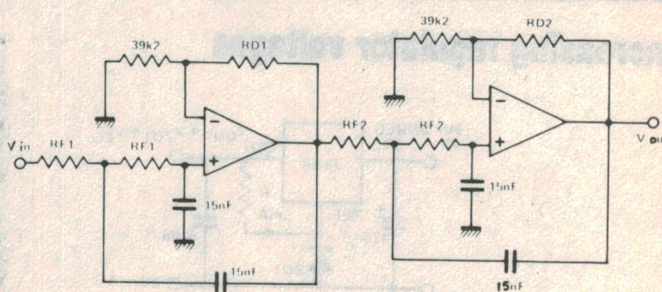 39k2
RD1
39k2
RD2
V in
RF1
RF1
RF2
RF2
V ou
15nF
15nF
15nF
15nF